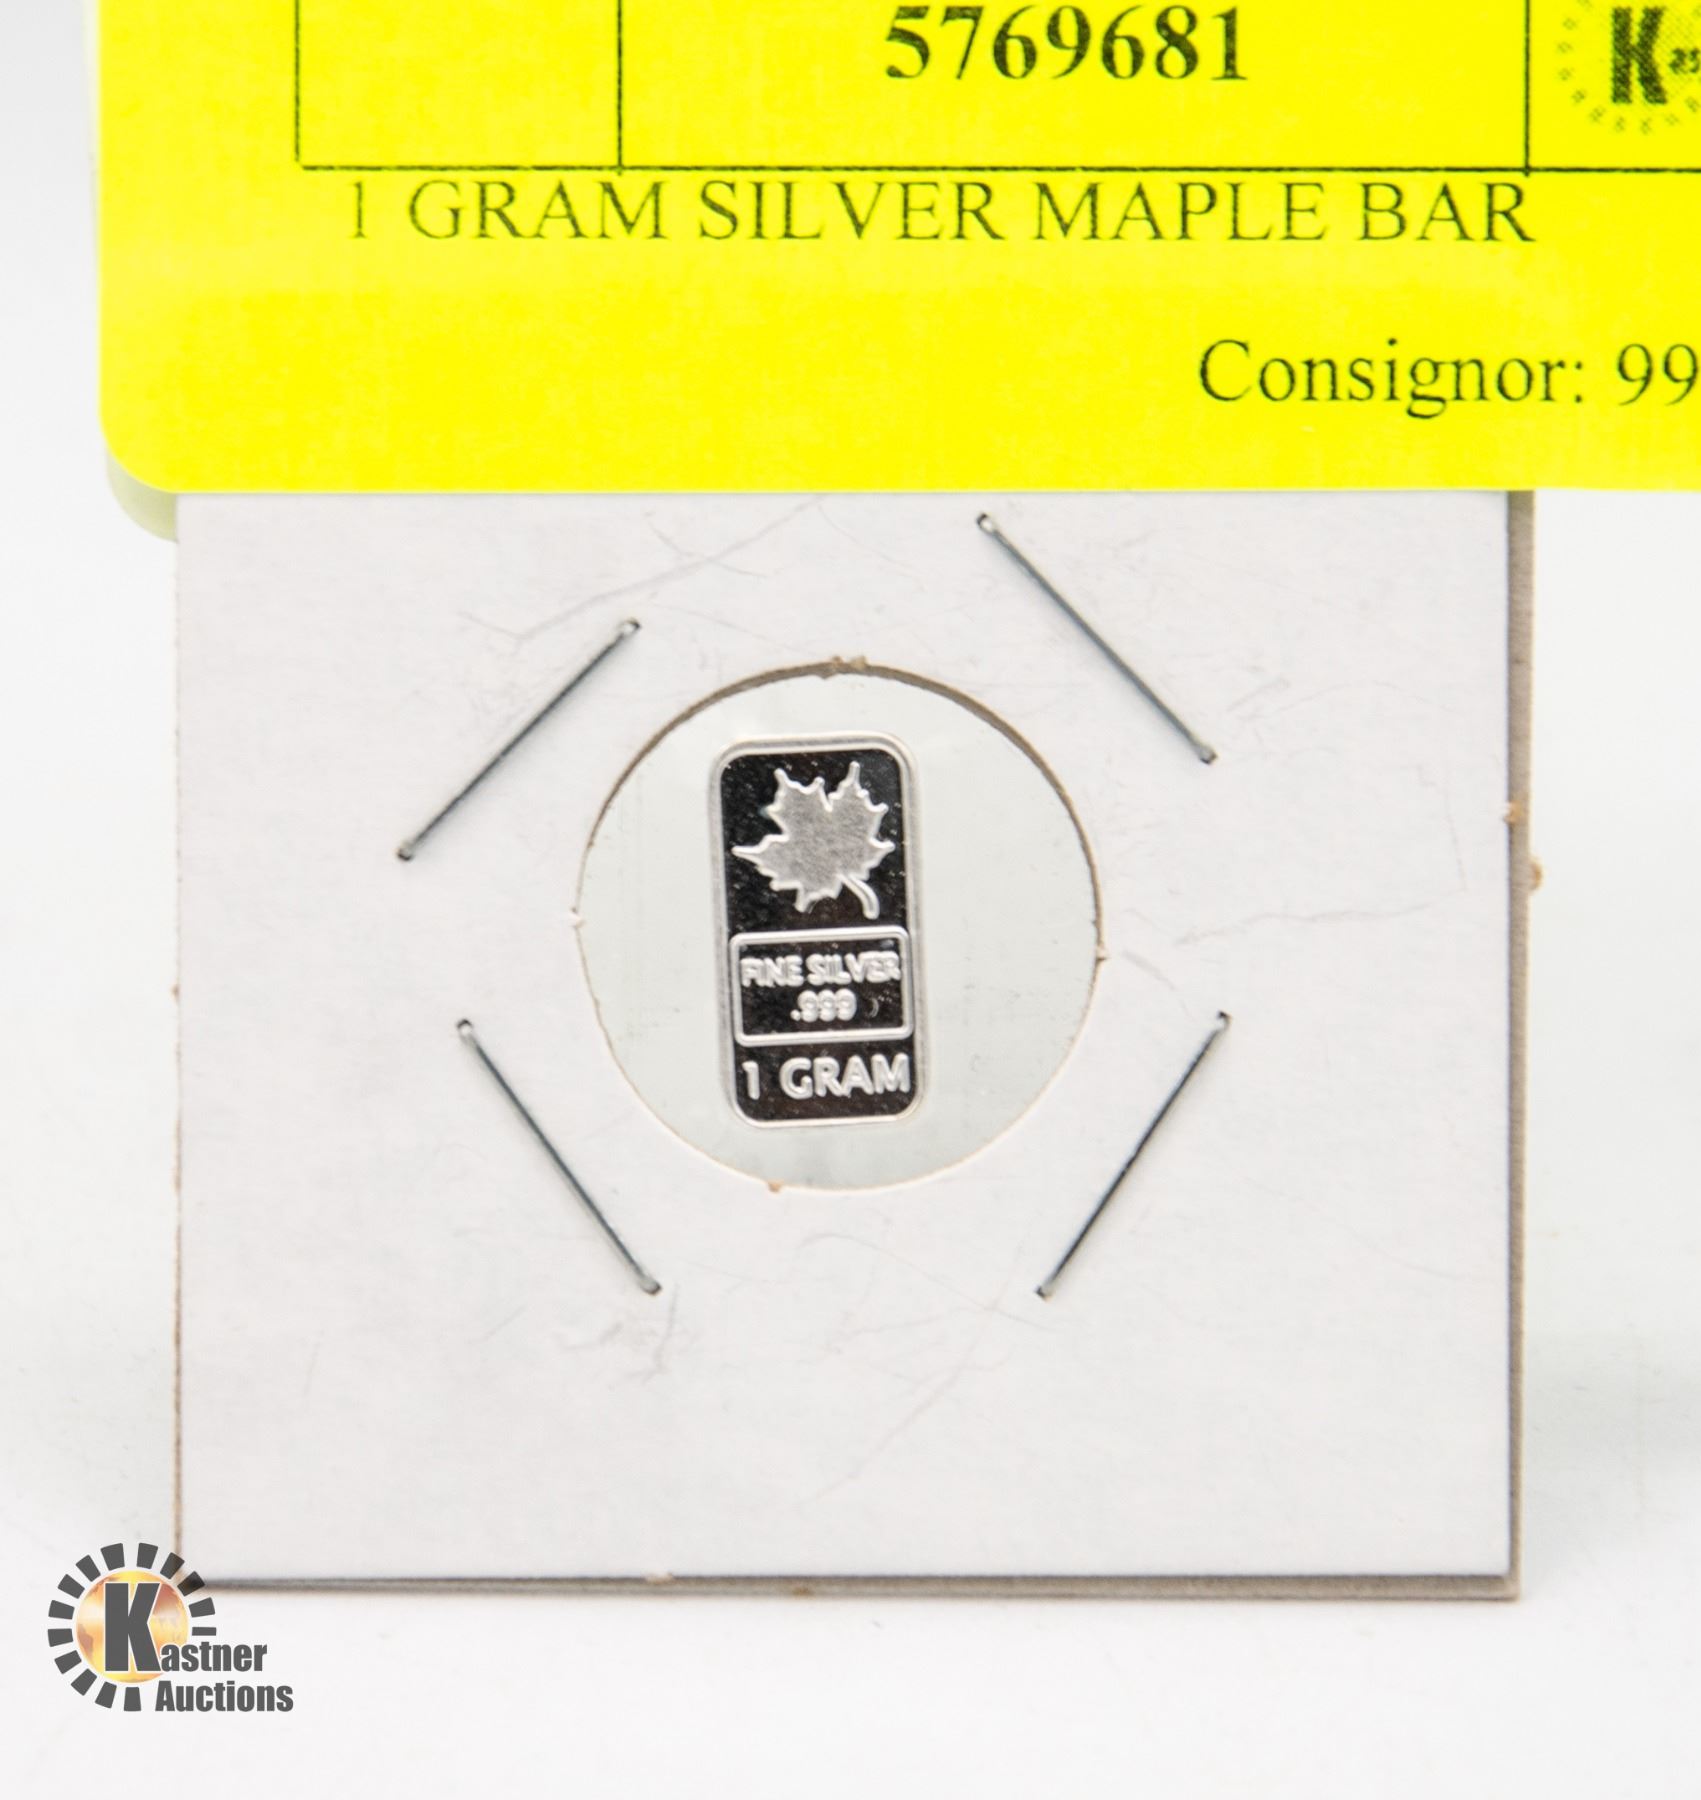 5769681
K
1 GRAM SILVER MAPLE BAR
Consignor: 99
FINE SILVER
.999
1 GRAM
Kastner
Auctions